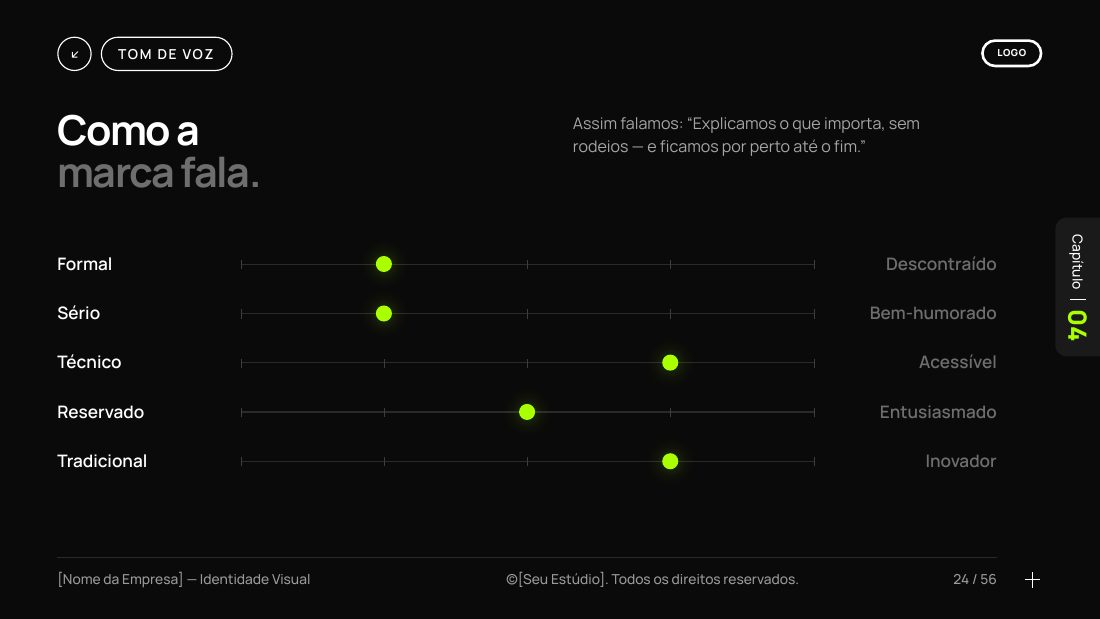 TOM DE VOZ
LOGO
Como a
marca fala.
Assim falamos: “Explicamos o que importa, sem
rodeios — e ficamos por perto até o fim.”
Formal
Descontraído
Sério
Bem-humorado
Técnico
Acessível
Reservado
Entusiasmado
Tradicional
Inovador
Capítulo | 04
[Nome da Empresa] — Identidade Visual
©[Seu Estúdio]. Todos os direitos reservados.
24 / 56